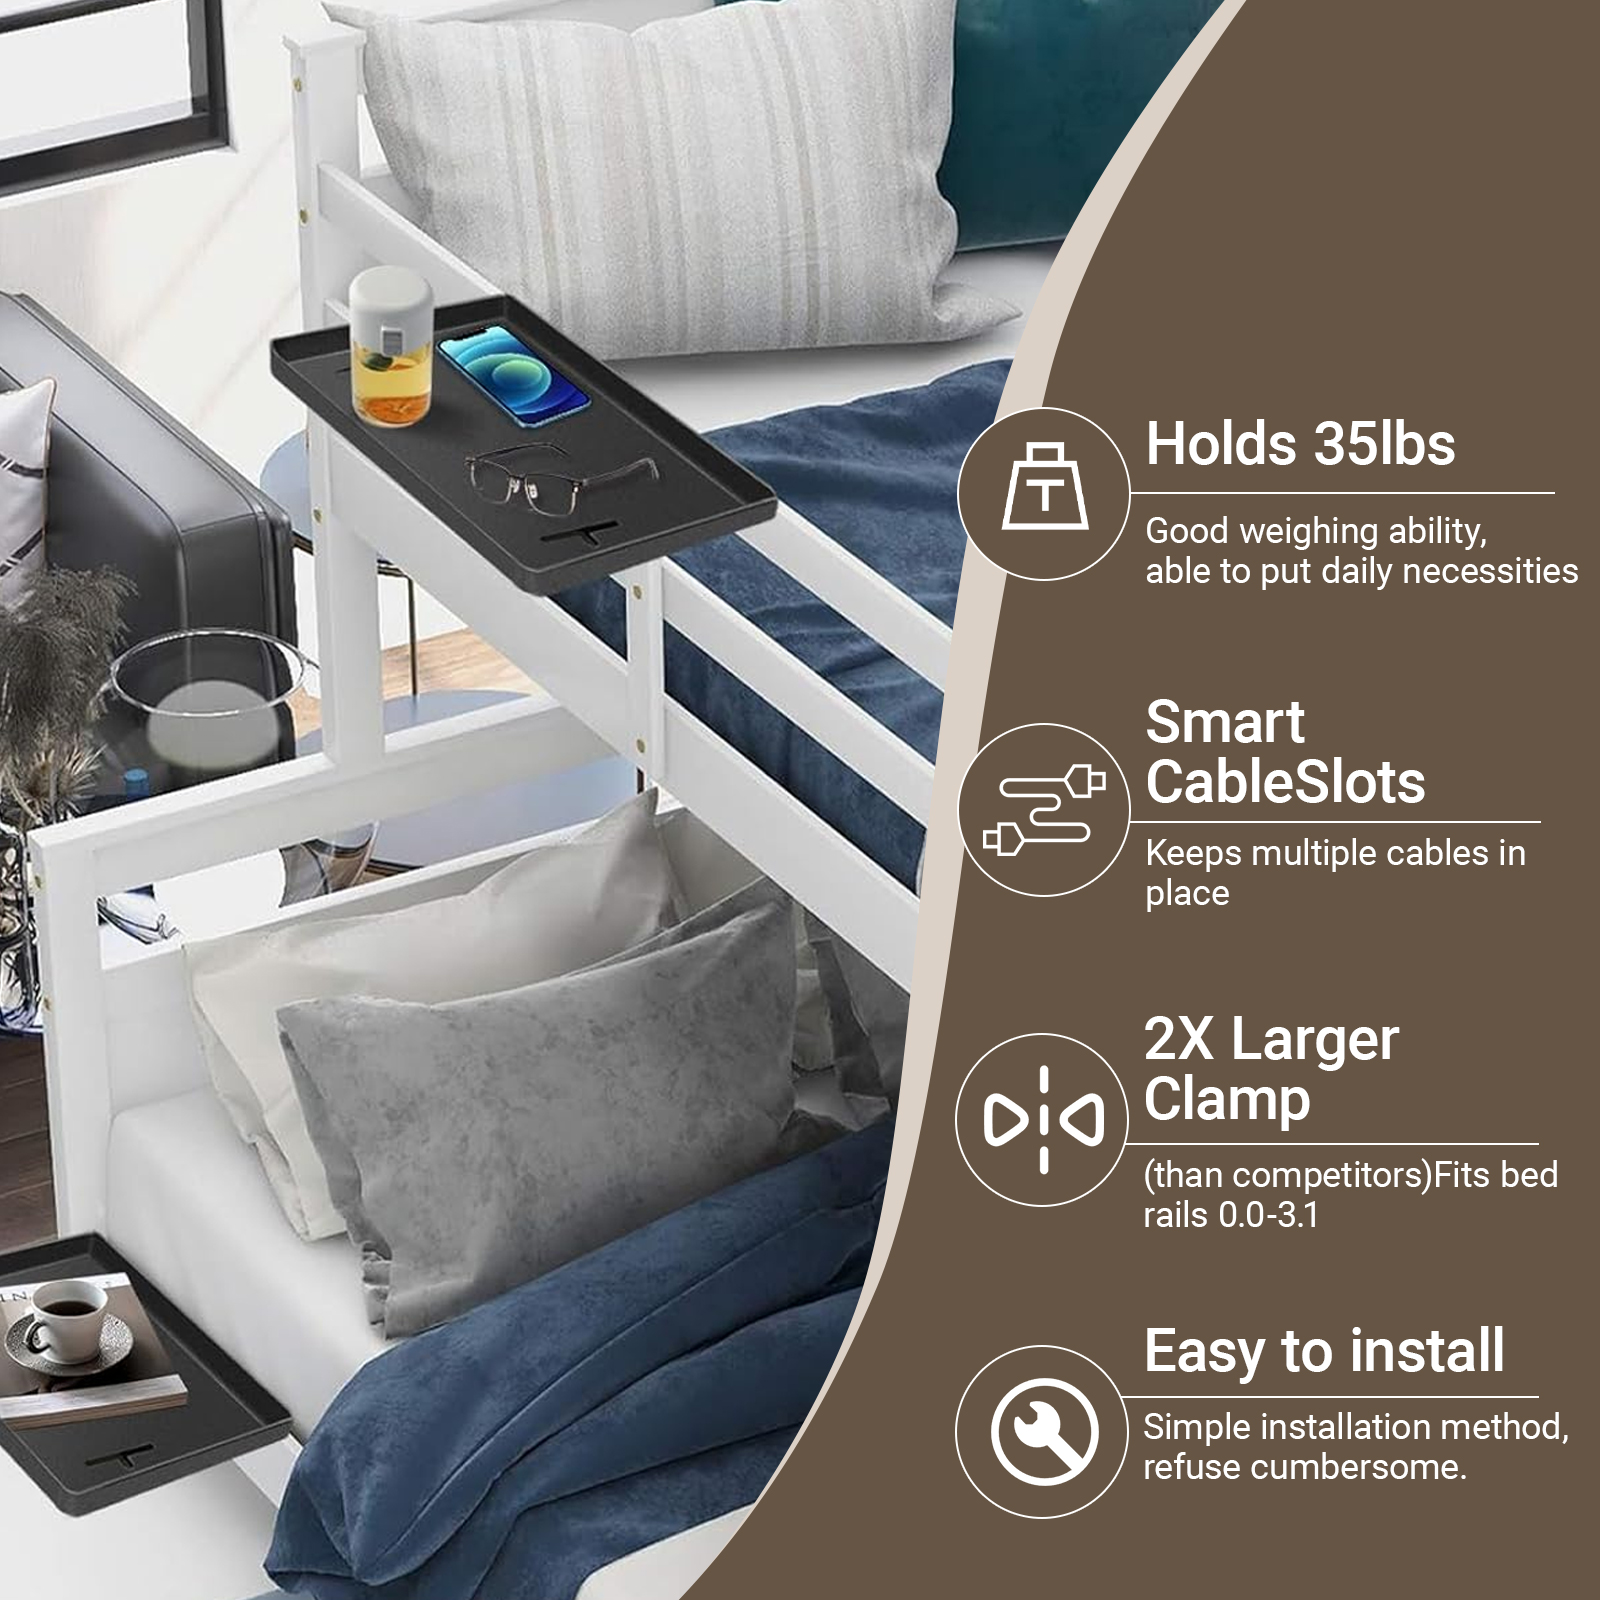 Holds 35lbs
Good weighing ability,
able to put daily necessities
Smart
CableSlots
Keeps multiple cables in
place
2X Larger
Clamp
(than competitors)Fits bed
rails 0.0-3.1
Easy to install
Simple installation method,
refuse cumbersome.